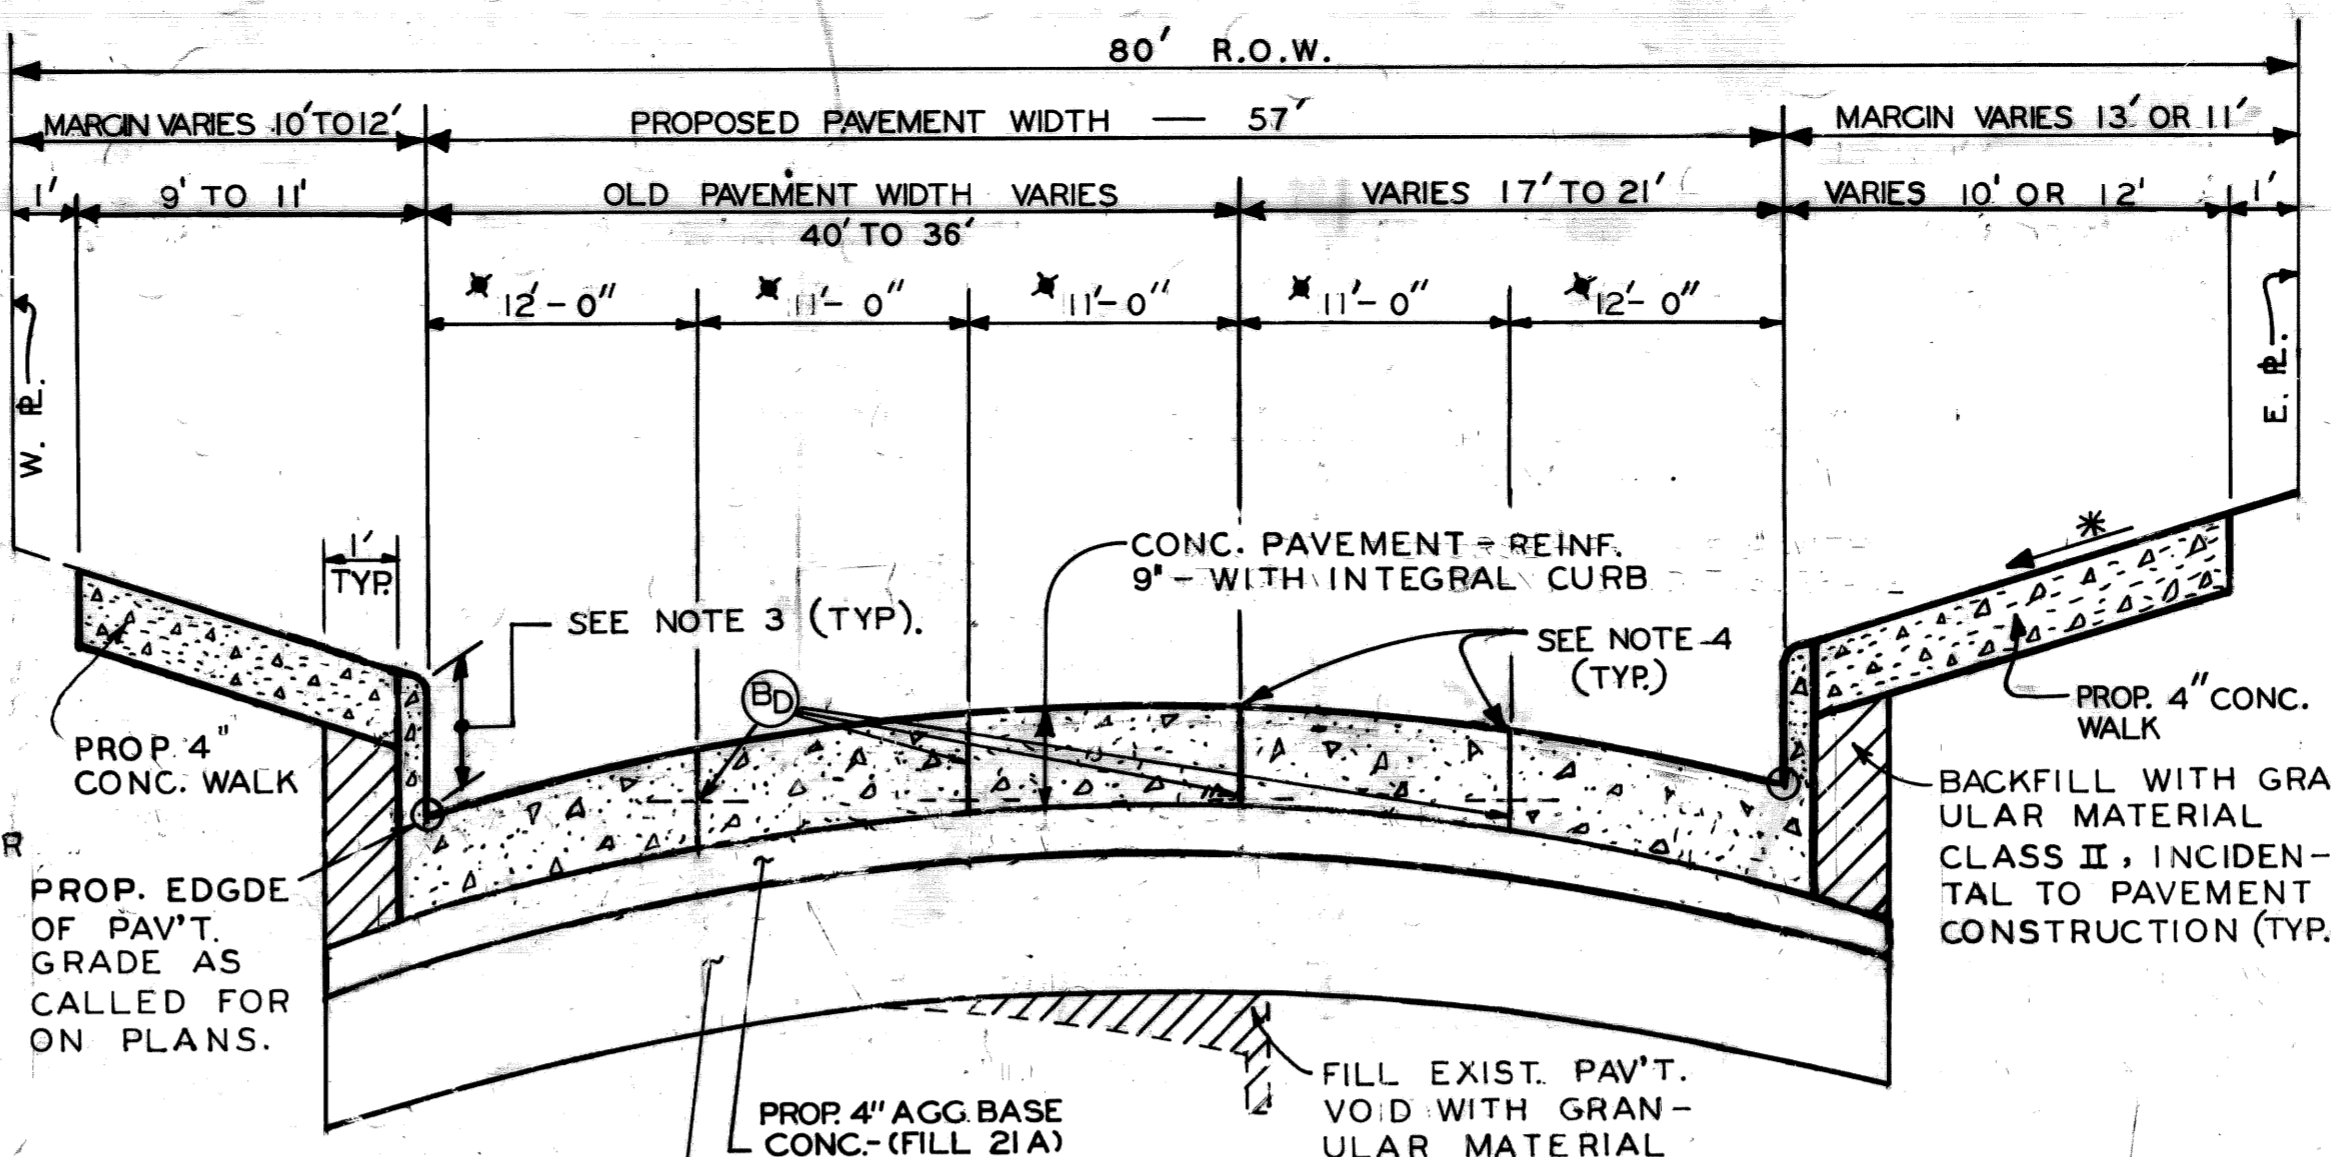 80' R.O.W.
MARGIN VARIES 10' TO 12'
PROPOSED PAVEMENT WIDTH — 57'
MARGIN VARIES 13' OR 11'
1'
9' TO 11'
OLD PAVEMENT WIDTH VARIES
40' TO 36'
VARIES 17' TO 21'
VARIES 10' OR 12'
1'
12'-0"
11'-0"
11'-0"
11'-0"
12'-0"
W. PL.
E. PL.
1'
TYP.
SEE NOTE 3 (TYP).
CONC. PAVEMENT - REINF.
9" - WITH INTEGRAL CURB
SEE NOTE 4
(TYP.)
*
BD
PROP. 4"
CONC. WALK
PROP. 4" CONC.
WALK
BACKFILL WITH GRA
ULAR MATERIAL
CLASS II, INCIDEN-
TAL TO PAVEMENT
CONSTRUCTION (TYP.
R
PROP. EDGDE
OF PAV'T.
GRADE AS
CALLED FOR
ON PLANS.
PROP. 4" AGG. BASE
CONC.-(FILL 21A)
FILL EXIST. PAV'T.
VOID WITH GRAN-
ULAR MATERIAL